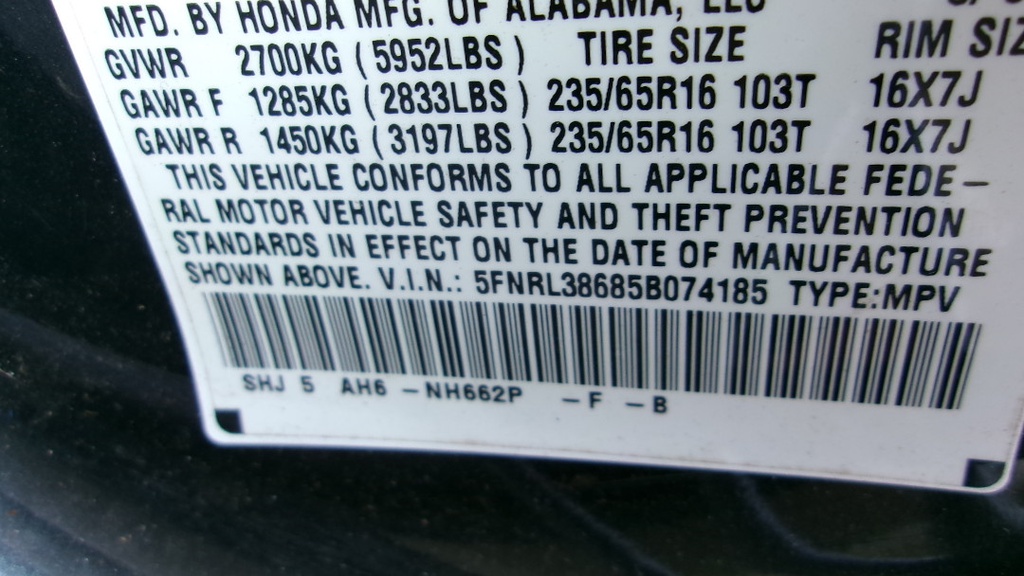 MFD. BY HONDA MFG. OF ALABAMA, LLC
GVWR 2700KG (5952LBS) TIRE SIZE RIM SIZ
GAWR F 1285KG (2833LBS) 235/65R16 103T 16X7J
GAWR R 1450KG (3197LBS) 235/65R16 103T 16X7J
THIS VEHICLE CONFORMS TO ALL APPLICABLE FEDE-
RAL MOTOR VEHICLE SAFETY AND THEFT PREVENTION
STANDARDS IN EFFECT ON THE DATE OF MANUFACTURE
SHOWN ABOVE. V.I.N.: 5FNRL38685B074185 TYPE:MPV
SHJ 5 AH6 -NH662P -F -B